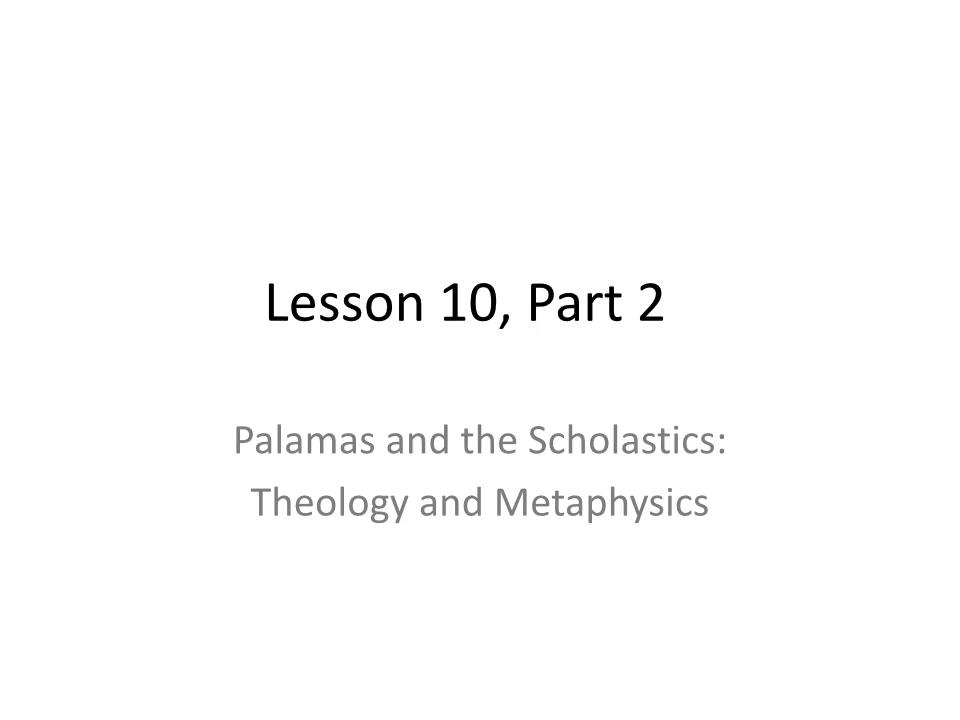 Lesson 10, Part 2
Palamas and the Scholastics:
Theology and Metaphysics